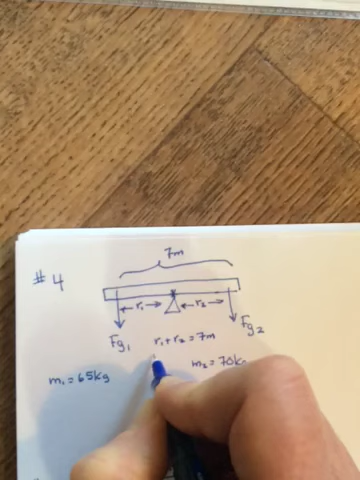 7m
#4
r₁ r₂
Fg₁ Fg₂
r₁+r₂=7m
m₁=65kg m₂=70kg